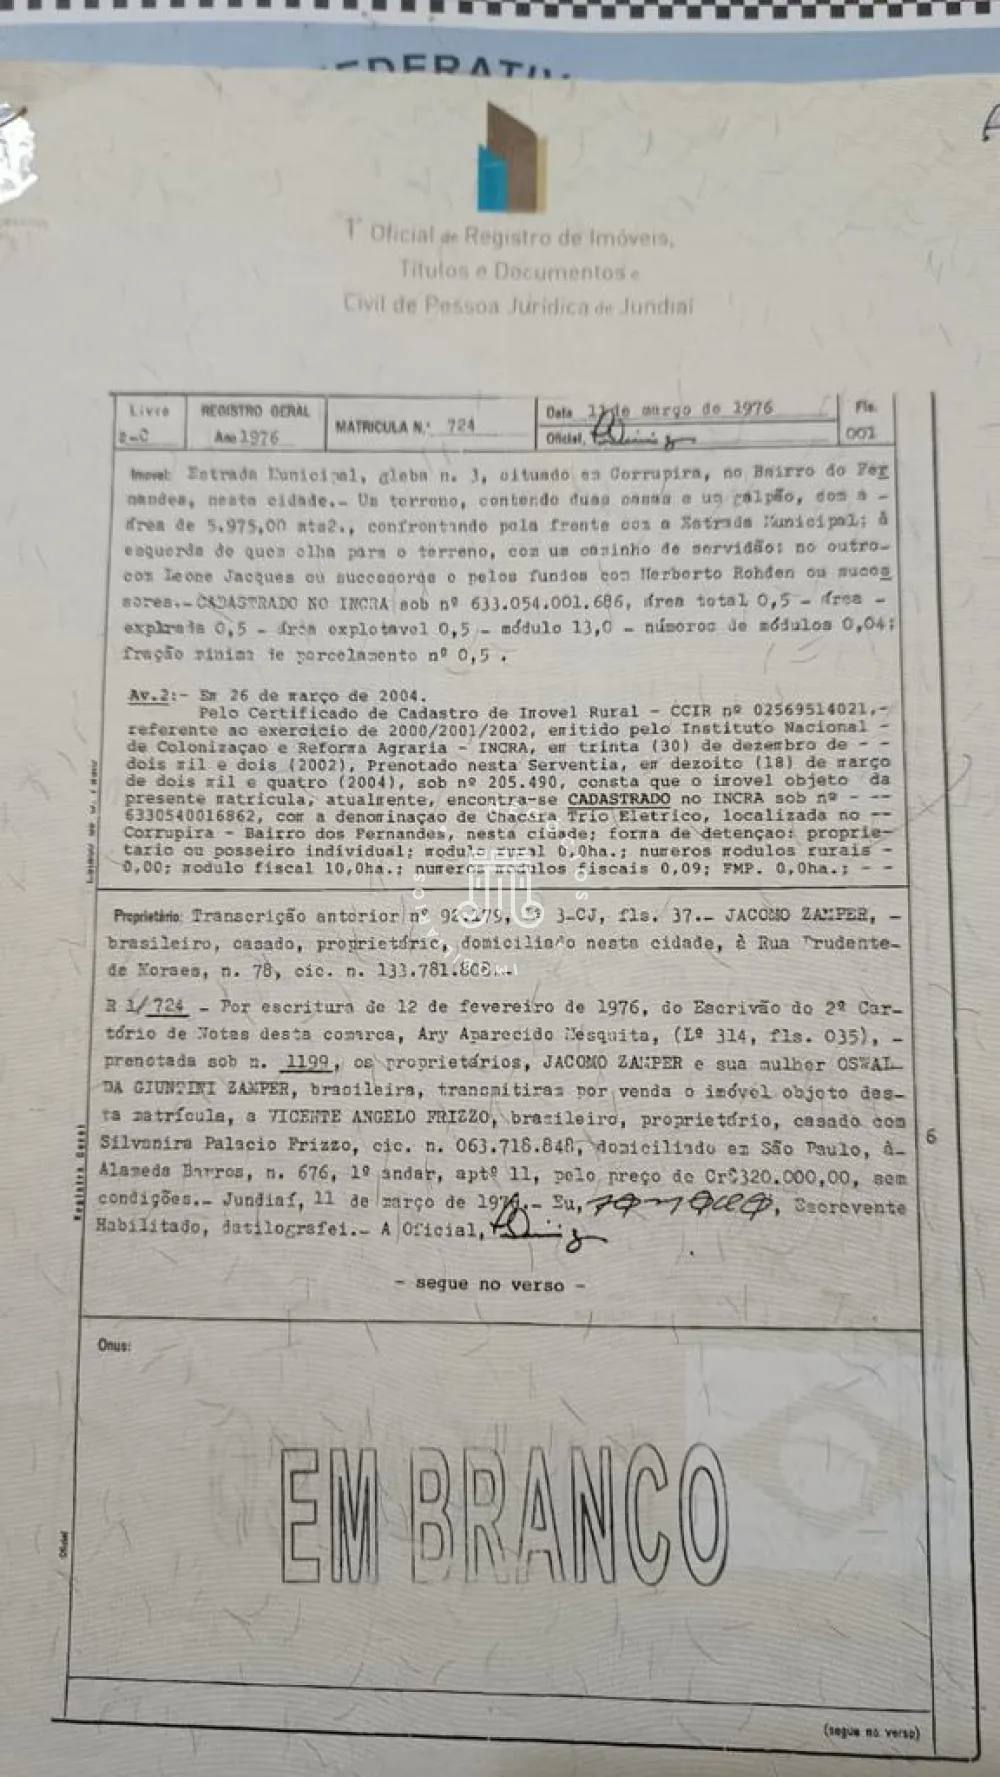 FEDERATIV
1º Oficial de Registro de Imóveis,
Títulos e Documentos e
Civil de Pessoa Jurídica de Jundiaí
Livro
2-C
REGISTRO GERAL
Ano 1976
MATRICULA N.º 724
Data 11 de março de 1976
Oficial,
Fls.
001
Imovel: Estrada Municipal, gleba n. 3, situado em Corrupira, no Bairro do Fer
nandes, nesta cidade.- Um terreno, contendo duas casas e um galpão, com a -
área de 5.975,00 mts2., confrontando pela frente com a Estrada Municipal; à
esquerda de quem olha para o terreno, com um caminho de servidão; no outro-
com Leone Jacques ou sucessores e pelos fundos com Herberto Rohden ou suces
sores.- CADASTRADO NO INCRA sob nº 633.054.001.686, área total 0,5 - área -
explorada 0,5 - área explotavel 0,5 - módulo 13,0 - números de módulos 0,04;
fração minima de parcelamento nº 0,5 .
Av.2:- Em 26 de março de 2004.
Pelo Certificado de Cadastro de Imovel Rural - CCIR nº 02569514021,-
referente ao exercicio de 2000/2001/2002, emitido pelo Instituto Nacional -
de Colonizaçao e Reforma Agraria - INCRA, em trinta (30) de dezembro de - -
dois mil e dois (2002), Prenotado nesta Serventia, em dezoito (18) de março
de dois mil e quatro (2004), sob nº 205.490, consta que o imovel objeto da
presente matricula, atualmente, encontra-se CADASTRADO no INCRA sob nº - ---
6330540016862, com a denominaçao de Chacara Trio Eletrico, localizada no --
Corrupira - Bairro dos Fernandes, nesta cidade; forma de detençao: proprie-
tario ou posseiro individual; modulo rural 0,0ha.; numeros modulos rurais -
0,00; modulo fiscal 10,0ha.; numeros modulos fiscais 0,09; FMP. 0,0ha.; - -
Proprietário: Transcrição anterior nº 92.279, Lº 3-CJ, fls. 37.- JACOMO ZAMPER, -
brasileiro, casado, proprietário, domiciliado nesta cidade, à Rua Prudente-
de Moraes, n. 78, cic. n. 133.781.808.-
R 1/724 - Por escritura de 12 de fevereiro de 1976, do Escrivão do 2º Car-
tório de Notas desta comarca, Ary Aparecido Mesquita, (Lº 314, fls. 035), -
prenotada sob n. 1199, os proprietários, JACOMO ZAMPER e sua mulher OSWAL
DA GIUNTINI ZAMPER, brasileira, transmitiram por venda o imóvel objeto des-
ta matrícula, a VICENTE ANGELO FRIZZO, brasileiro, proprietário, casado com
Silvanira Palacio Frizzo, cic. n. 063.718.848, domiciliado em São Paulo, à-
Alameda Barros, n. 676, 1º andar, aptº 11, pelo preço de Cr$320.000,00, sem
condições.- Jundiaí, 11 de março de 1976.- Eu, , Escrevente
Habilitado, datilografei.- A Oficial,
- segue no verso -
6
Registro Geral
Onus:
EM BRANCO
Oficial
(segue no verso)